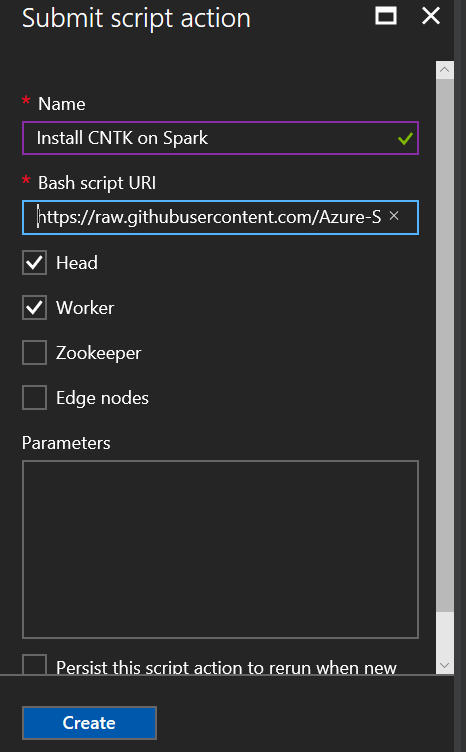 Submit script action
* Name
Install CNTK on Spark
* Bash script URI
https://raw.githubusercontent.com/Azure-S
Head
Worker
Zookeeper
Edge nodes
Parameters
Persist this script action to rerun when new
Create